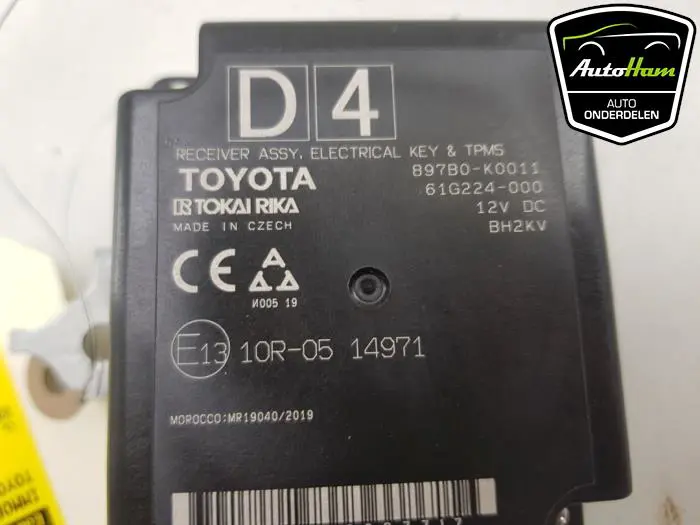 D 4
RECEIVER ASSY, ELECTRICAL KEY & TPMS
TOYOTA 897B0-K0011
61G224-000
TOKAI RIKA 12V DC
MADE IN CZECH BH2KV
CE
И005 19
E13 10R-05 14971
MOROCCO:MR19040/2019
AutoHam
AUTO
ONDERDELEN